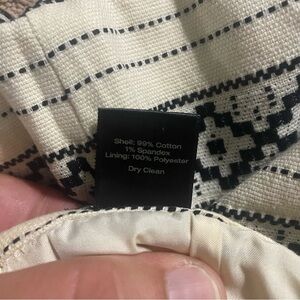 Shell: 99% Cotton
1% Spandex
Lining: 100% Polyester
Dry Clean